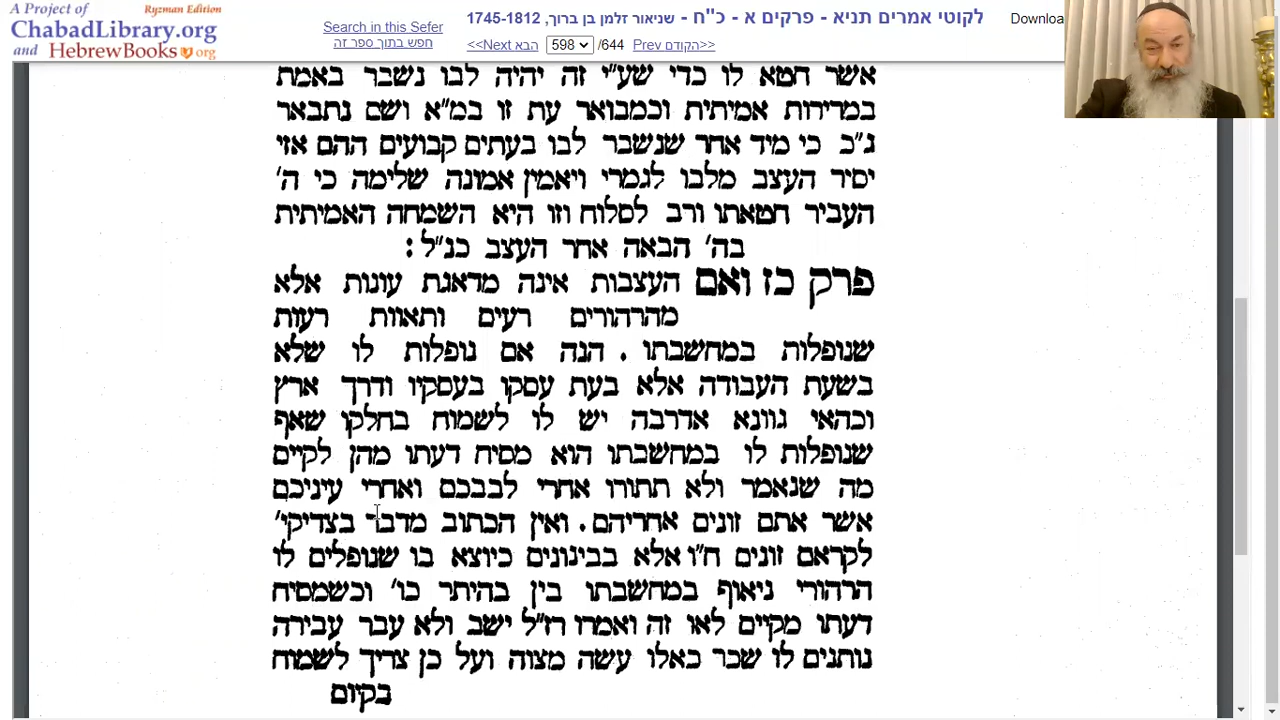 A Project of
Ryzman Edition
ChabadLibrary.org
and HebrewBooks.org
Search in this Sefer
חפש בתוך ספר זה
לקוטי אמרים תניא - פרקים א - כ"ח - שניאור זלמן בן ברוך, 1745-1812
<<Next הבא 598 /644 Prev הקודם>>
Downloa
אשר חטא לו כדי שע"י זה יהיה לבו נשבר באמת
במרירות אמיתית וכמבואר עת זו במ"א ושם נתבאר
ג"כ כי מיד אחר שנשבר לבו בעתים קבועים ההם אזי
יסיר העצב מלבו לגמרי ויאמין אמונה שלימה כי ה'
העביר חטאתו ורב לסלוח וזו היא השמחה האמיתית
בה' הבאה אחר העצב כנ"ל :
פרק כז ואם העצבות אינה מדאגת עונות אלא
מהרהורים רעים ותאוות רעות
שנופלות במחשבתו . הנה אם נופלות לו שלא
בשעת העבודה אלא בעת עסקו בעסקיו ודרך ארץ
וכהאי גוונא אדרבה יש לו לשמוח בחלקו שאף
שנופלות לו במחשבתו הוא מסיח דעתו מהן לקיים
מה שנאמר ולא תתורו אחרי לבבכם ואחרי עיניכם
אשר אתם זונים אחריהם . ואין הכתוב מדבר בצדיקי'
לקראם זונים ח"ו אלא בבינונים כיוצא בו שנופלים לו
הרהורי ניאוף במחשבתו בין בהיתר כו' וכשמסיח
דעתו מקיים לאו זה ואמרו רז"ל ישב ולא עבר עבירה
נותנים לו שכר כאלו עשה מצוה ועל כן צריך לשמוח
בקיום